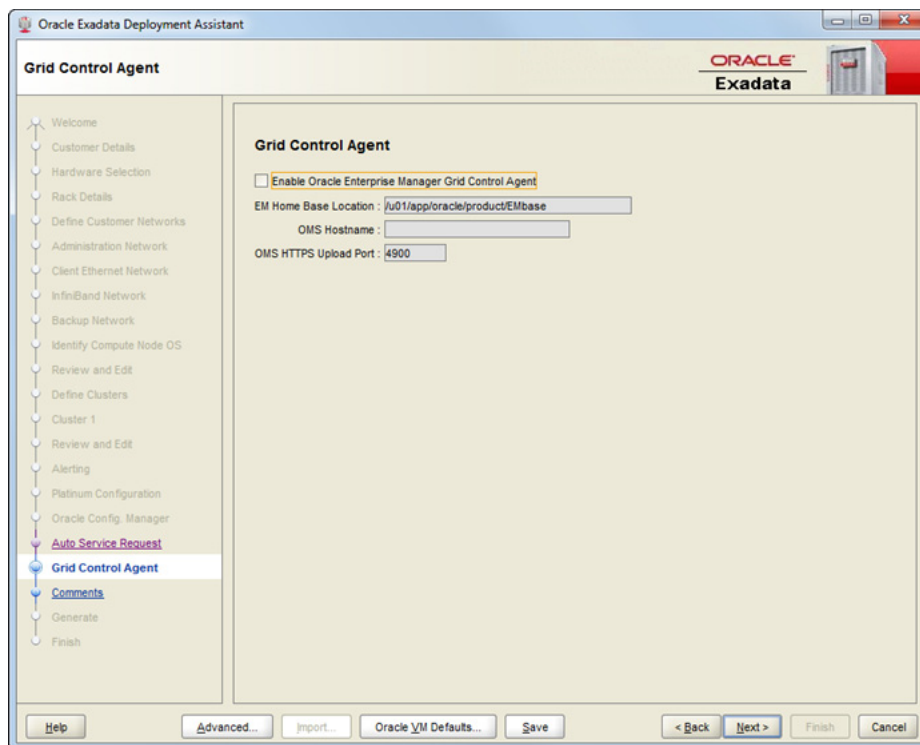 Oracle Exadata Deployment Assistant
Grid Control Agent
ORACLE
Exadata
Welcome
Customer Details
Hardware Selection
Rack Details
Define Customer Networks
Administration Network
Client Ethernet Network
InfiniBand Network
Backup Network
Identify Compute Node OS
Review and Edit
Define Clusters
Cluster 1
Review and Edit
Alerting
Platinum Configuration
Oracle Config. Manager
Auto Service Request
Grid Control Agent
Comments
Generate
Finish
Grid Control Agent
Enable Oracle Enterprise Manager Grid Control Agent
EM Home Base Location : /u01/app/oracle/product/EMbase
OMS Hostname :
OMS HTTPS Upload Port : 4900
Help
Advanced...
Import...
Oracle VM Defaults...
Save
< Back
Next >
Finish
Cancel